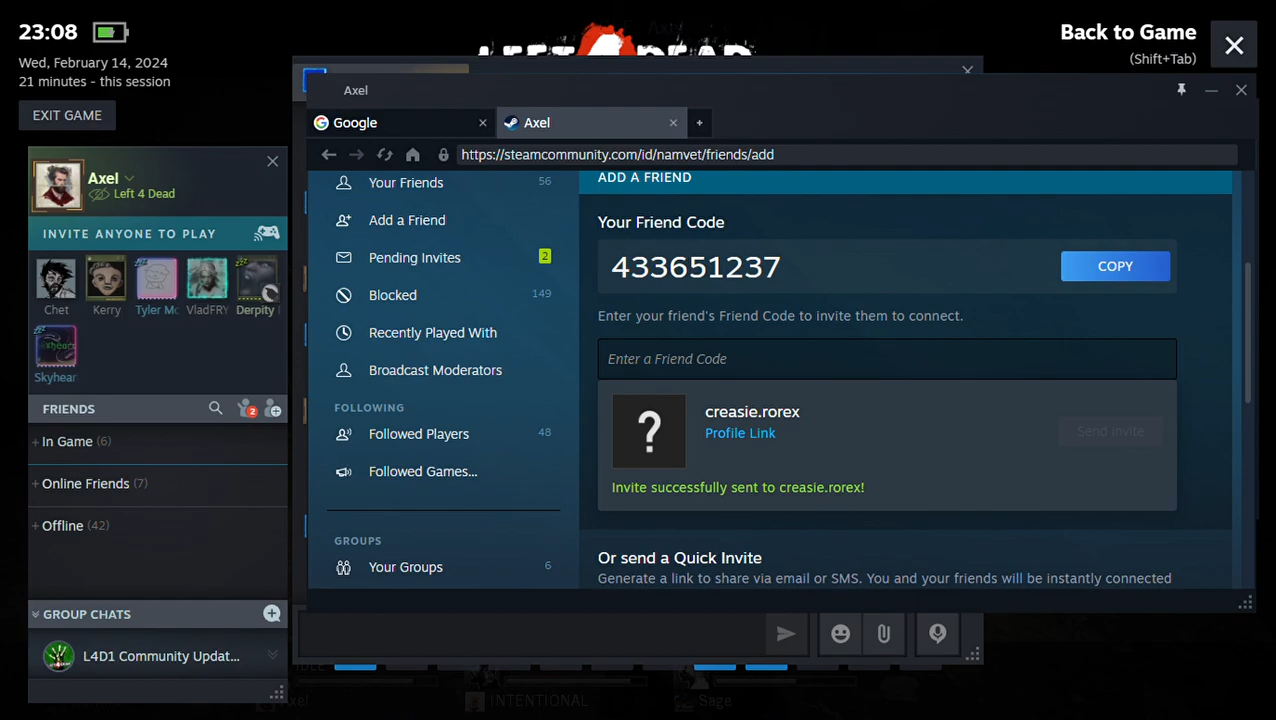 23:08
Wed, February 14, 2024
21 minutes - this session
EXIT GAME
Back to Game
(Shift+Tab)
Axel
Left 4 Dead
INVITE ANYONE TO PLAY
Chet
Kerry
Tyler Mc
VladFRY
Derpity
Skyhear
FRIENDS
2
+ In Game (6)
+ Online Friends (7)
+ Offline (42)
GROUP CHATS
L4D1 Community Updat...
Axel
Google
Axel
https://steamcommunity.com/id/namvet/friends/add
Your Friends 56
Add a Friend
Pending Invites 2
Blocked 149
Recently Played With
Broadcast Moderators
FOLLOWING
Followed Players 48
Followed Games...
GROUPS
Your Groups 6
ADD A FRIEND
Your Friend Code
433651237
COPY
Enter your friend's Friend Code to invite them to connect.
Enter a Friend Code
?
creasie.rorex
Profile Link
Send Invite
Invite successfully sent to creasie.rorex!
Or send a Quick Invite
Generate a link to share via email or SMS. You and your friends will be instantly connected
Axel
INTENTIONAL
Sage